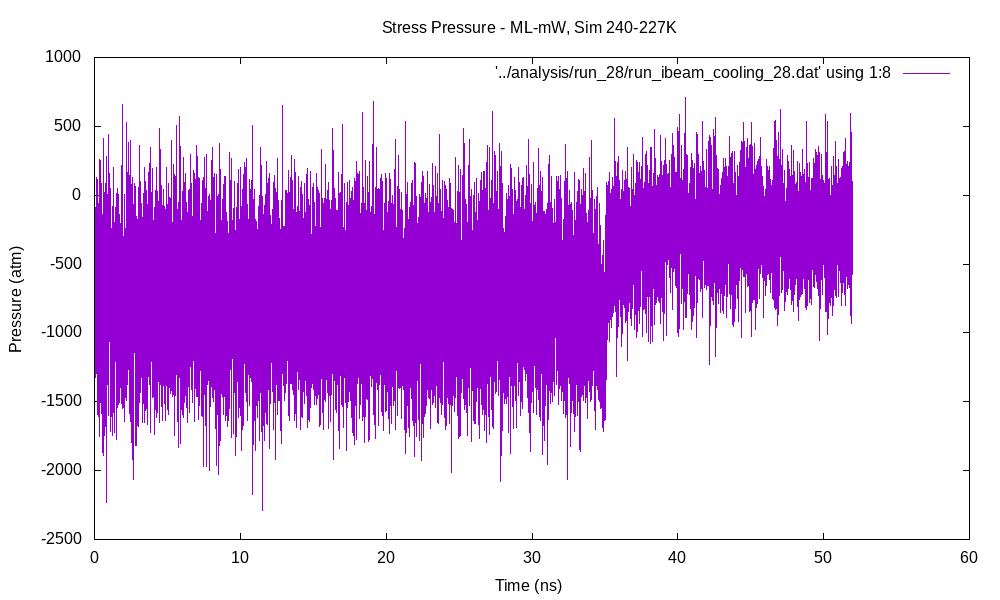 Stress Pressure - ML-mW, Sim 240-227K
'../analysis/run_28/run_ibeam_cooling_28.dat' using 1:8
1000
500
0
-500
-1000
-1500
-2000
-2500
Pressure (atm)
0 10 20 30 40 50 60
Time (ns)